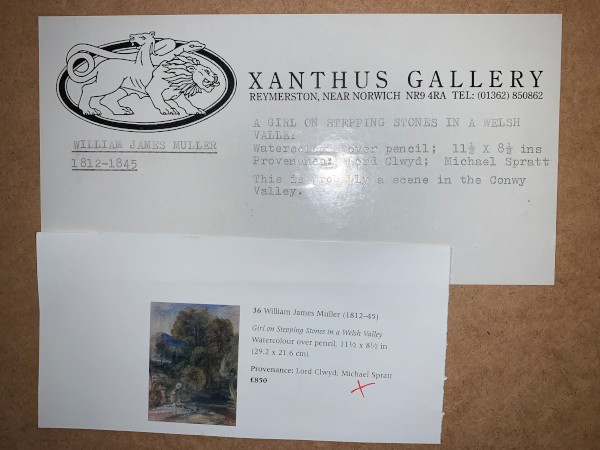 XANTHUS GALLERY
REYMERSTON, NEAR NORWICH NR9 4RA TEL: (01362) 850862
WILLIAM JAMES MULLER
1812-1845
A GIRL ON STEPPING STONES IN A WELSH
VALLE:
Watercolour over pencil; 11½ X 8½ ins
Provenance: Lord Clwyd; Michael Spratt
This is probably a scene in the Conwy
Valley.
36 William James Muller (1812–45)
Girl on Stepping Stones in a Welsh Valley
Watercolour over pencil, 11½ x 8½ in
(29.2 x 21.6 cm)
Provenance: Lord Clwyd; Michael Spratt
£850